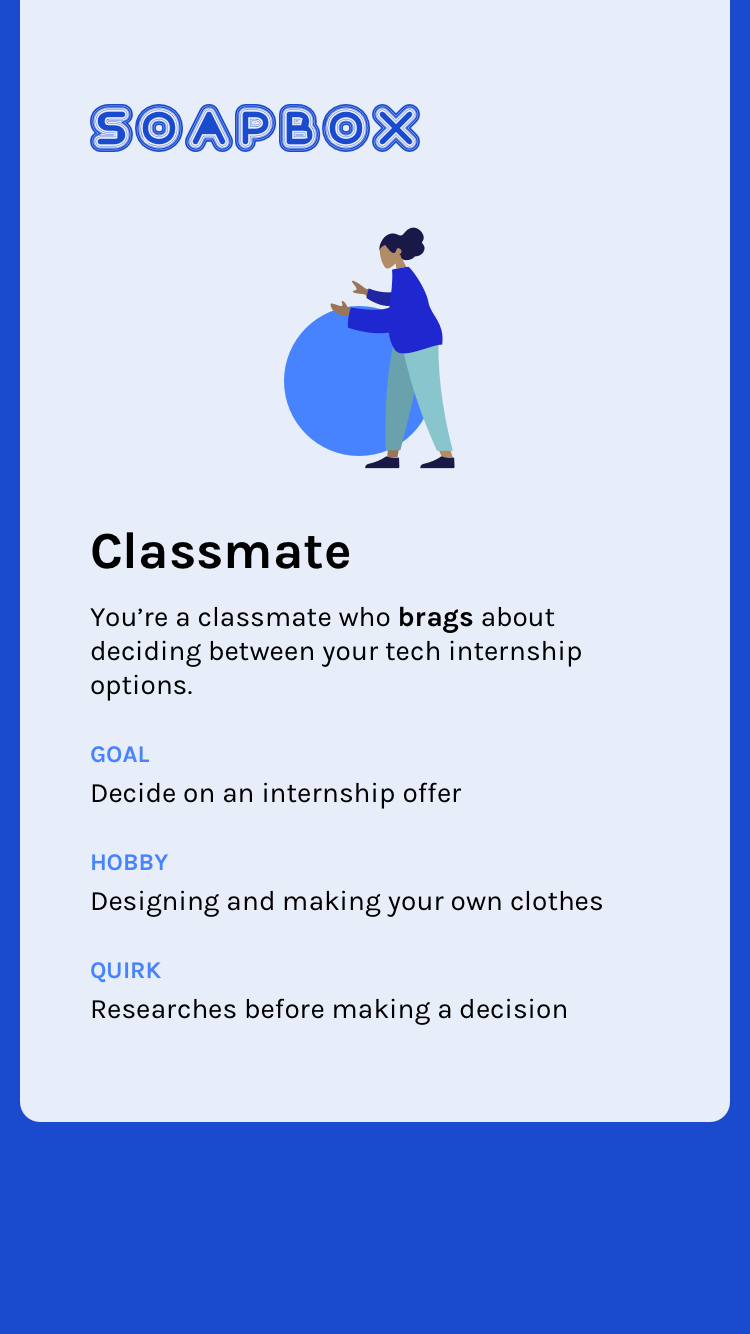 SOAPBOX
Classmate
You’re a classmate who brags about
deciding between your tech internship
options.
GOAL
Decide on an internship offer
HOBBY
Designing and making your own clothes
QUIRK
Researches before making a decision